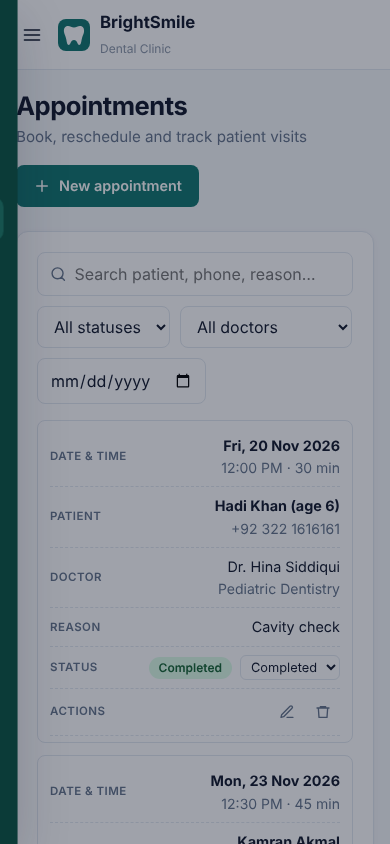 BrightSmile
Dental Clinic
Appointments
Book, reschedule and track patient visits
New appointment
Search patient, phone, reason...
All statuses All doctors
mm/dd/yyyy
DATE & TIME Fri, 20 Nov 2026
12:00 PM · 30 min
PATIENT Hadi Khan (age 6)
+92 322 1616161
DOCTOR Dr. Hina Siddiqui
Pediatric Dentistry
REASON Cavity check
STATUS Completed Completed
ACTIONS
DATE & TIME Mon, 23 Nov 2026
12:30 PM · 45 min
Kamran Akmal